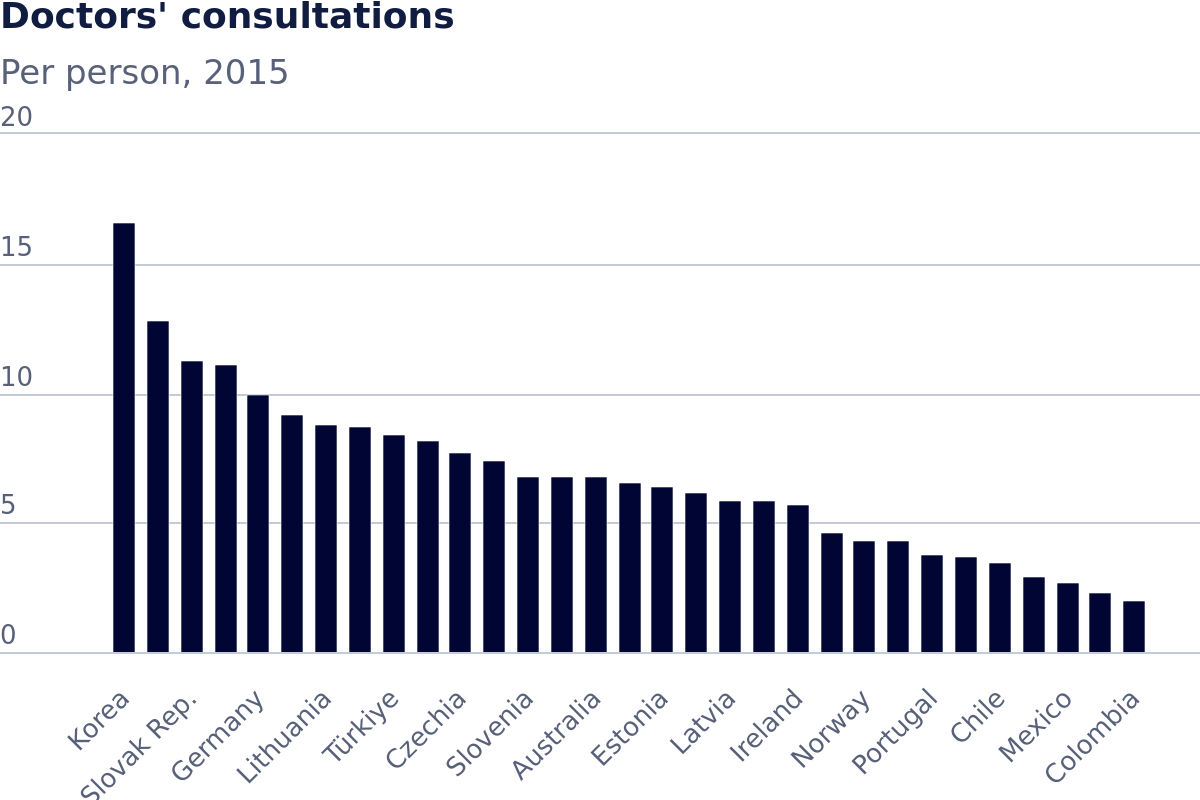 Doctors' consultations
Per person, 2015
20
15
10
5
0
Korea
Slovak Rep.
Germany
Lithuania
Türkiye
Czechia
Slovenia
Australia
Estonia
Latvia
Ireland
Norway
Portugal
Chile
Mexico
Colombia